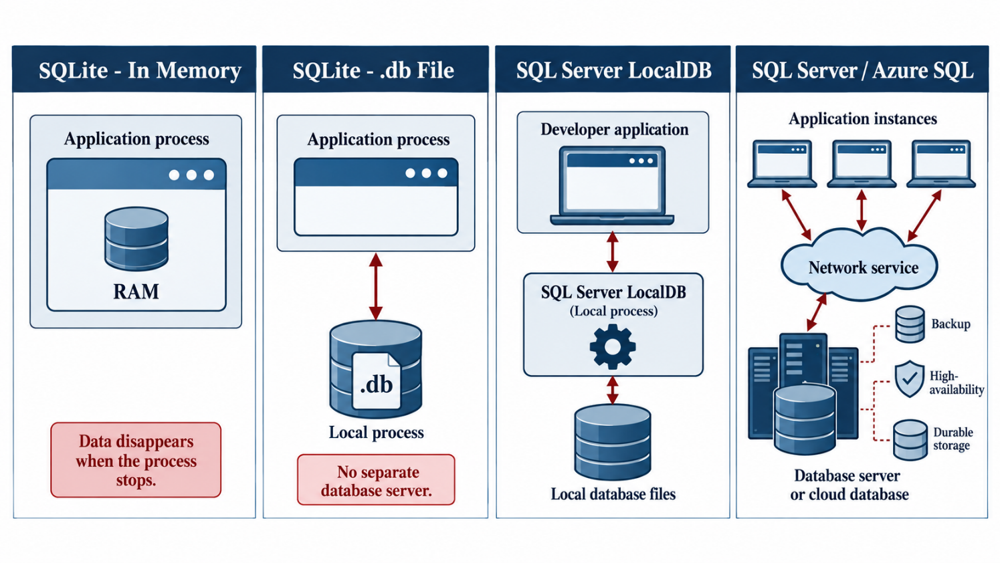 SQLite - In Memory
Application process
RAM
Data disappears
when the process
stops.
SQLite - .db File
Application process
.db
Local process
No separate
database server.
SQL Server LocalDB
Developer application
SQL Server LocalDB
(Local process)
Local database files
SQL Server / Azure SQL
Application instances
Network service
Backup
High-
availability
Durable
storage
Database server
or cloud database